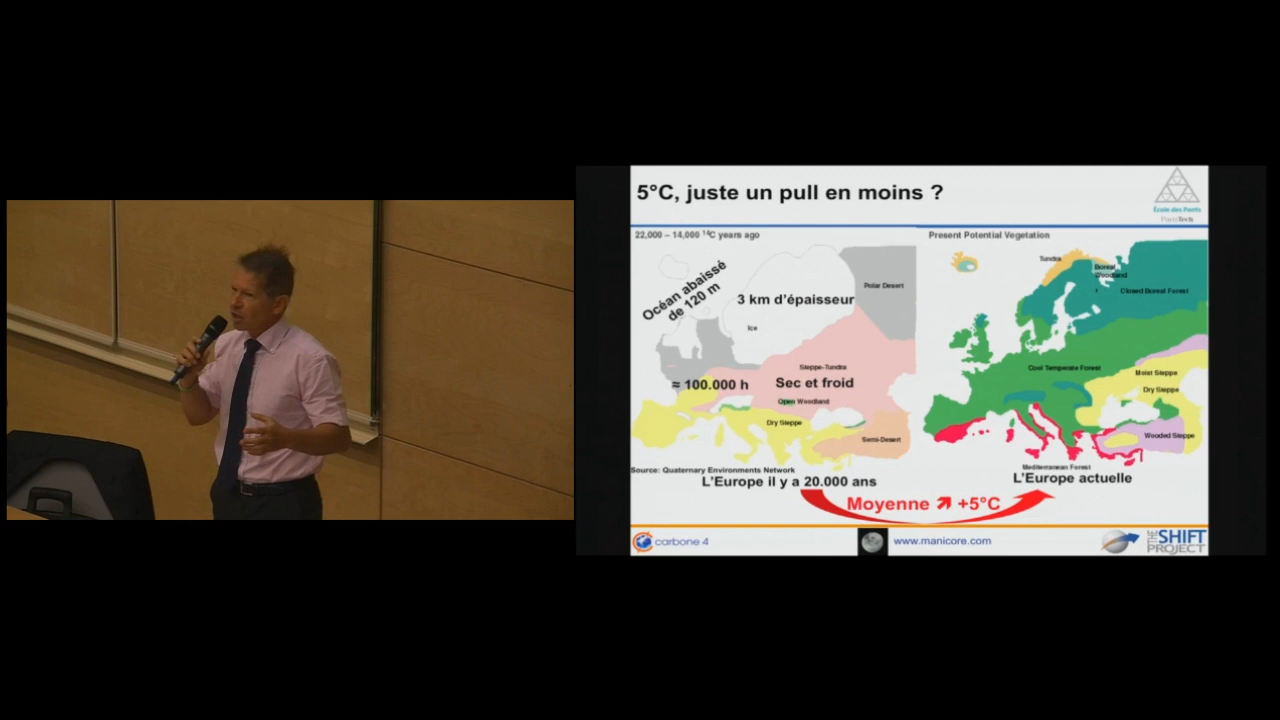 5°C, juste un pull en moins ?
École des Ponts
ParisTech
22,000 – 14,000 ¹⁴C years ago
Océan abaissé
de 120 m
3 km d'épaisseur
Polar Desert
Ice
Steppe-Tundra
≈ 100.000 h
Sec et froid
Open Woodland
Dry Steppe
Semi-Desert
Source: Quaternary Environments Network
L'Europe il y a 20.000 ans
Present Potential Vegetation
Tundra
Boreal
Woodland
Closed Boreal Forest
Cool Temperate Forest
Moist Steppe
Dry Steppe
Wooded Steppe
Mediterranean Forest
L'Europe actuelle
Moyenne ↗ +5°C
carbone 4
www.manicore.com
THE SHIFT
PROJECT